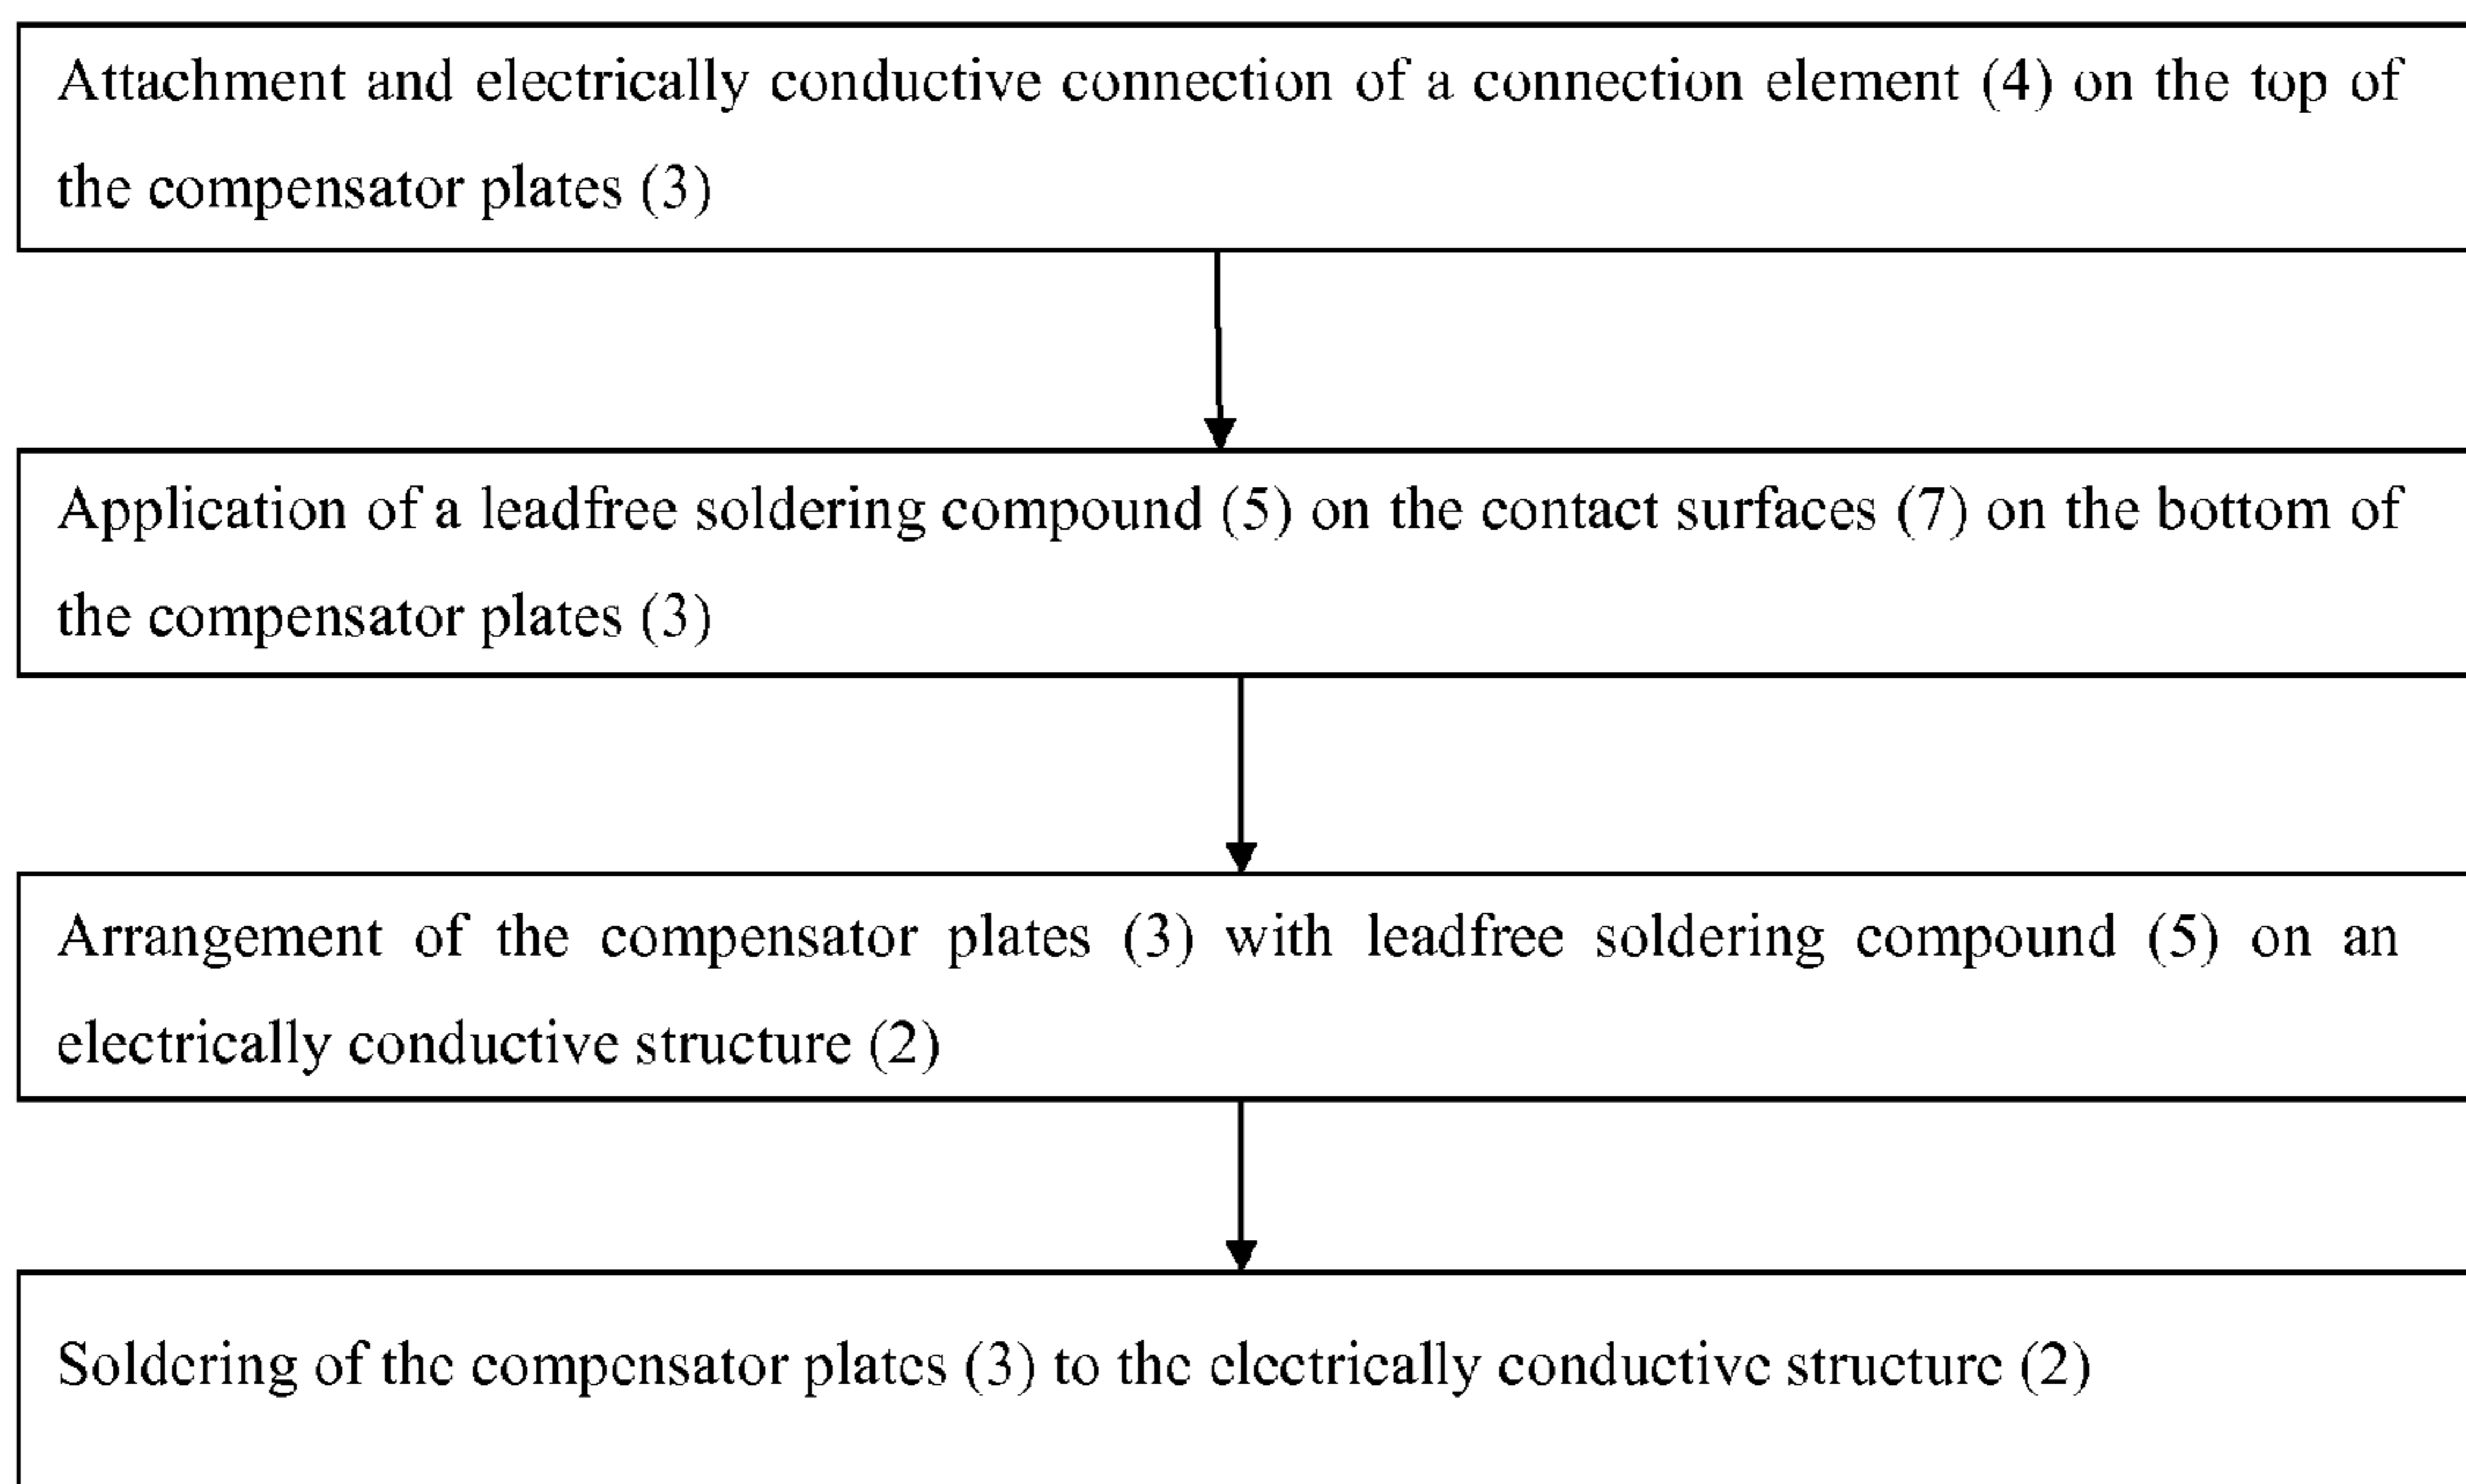 Attachment and electrically conductive connection of a connection element (4) on the top of
the compensator plates (3)
Application of a leadfree soldering compound (5) on the contact surfaces (7) on the bottom of
the compensator plates (3)
Arrangement of the compensator plates (3) with leadfree soldering compound (5) on an
electrically conductive structure (2)
Soldering of the compensator plates (3) to the electrically conductive structure (2)